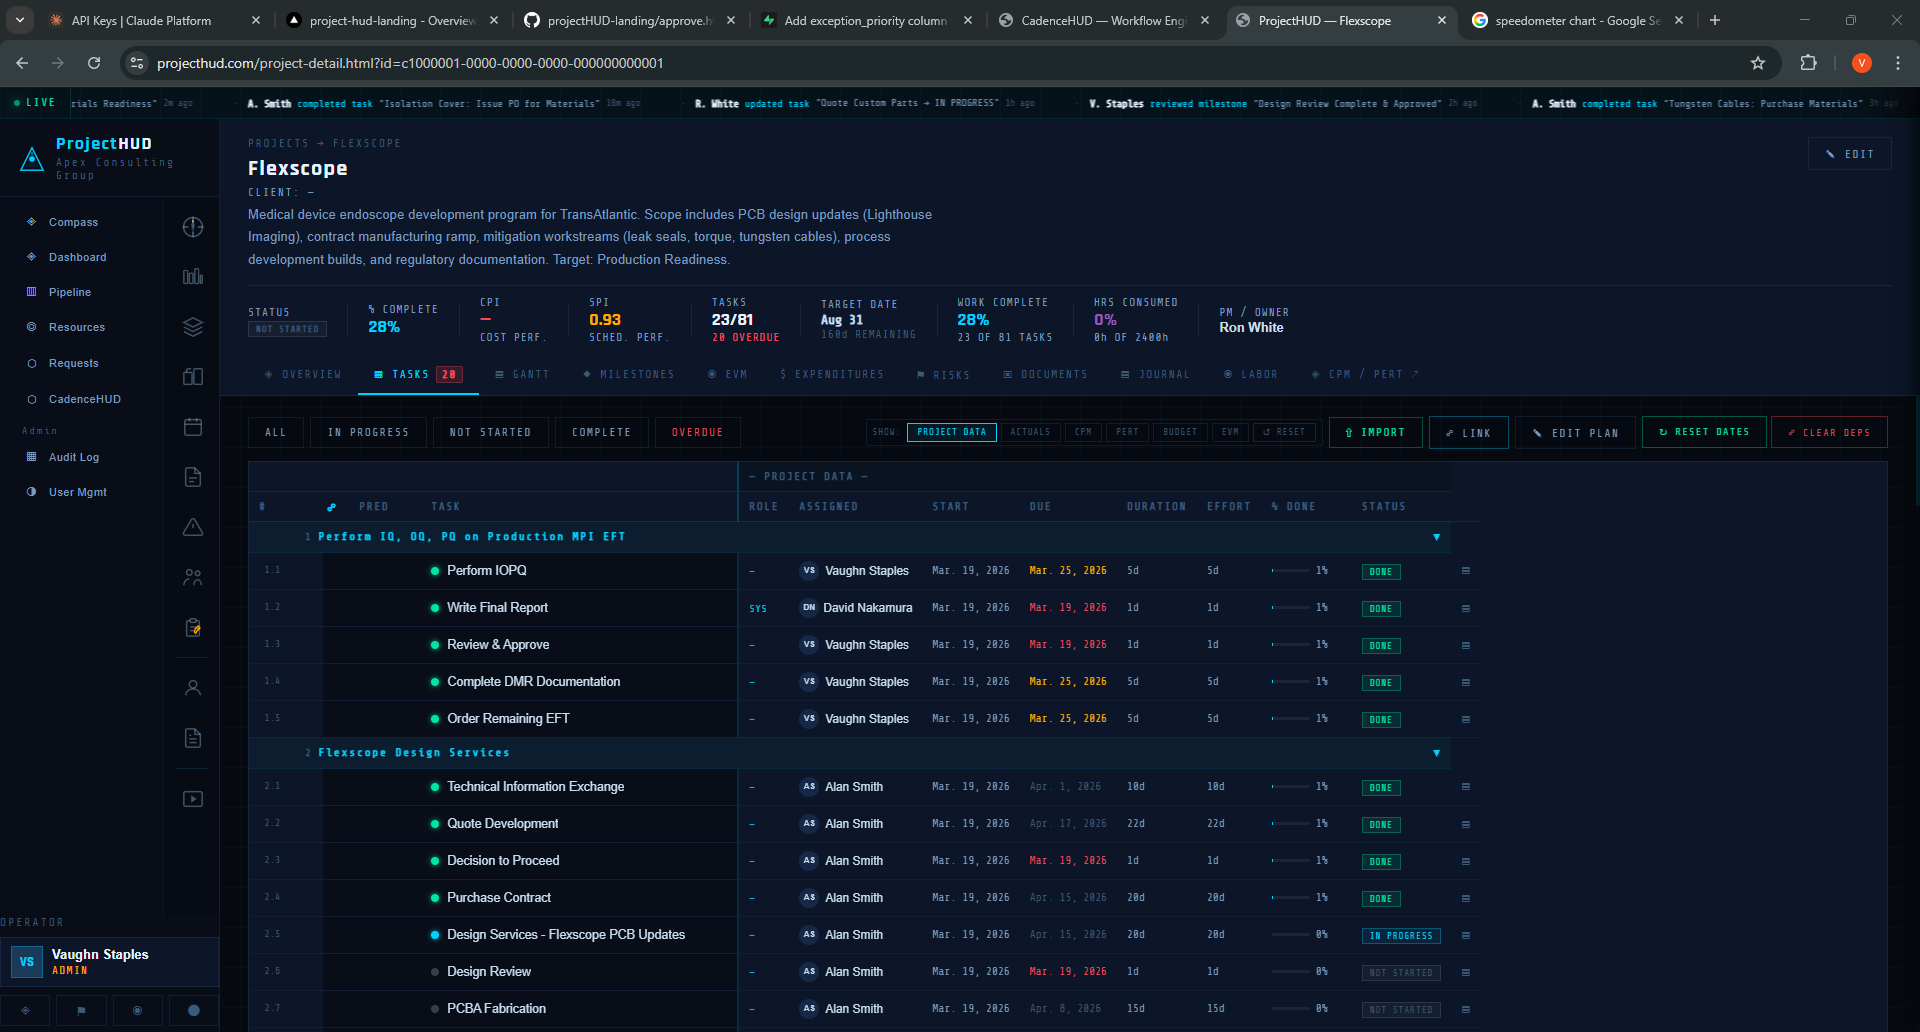 API Keys | Claude Platform
project-hud-landing - Overview
projectHUD-landing/approve.h
Add exception_priority column
CadenceHUD — Workflow Eng
ProjectHUD — Flexscope
speedometer chart - Google Se
projecthud.com/project-detail.html?id=c1000001-0000-0000-0000-000000000001
V
LIVE
rials Readiness" 2m ago
A. Smith completed task "Isolation Cover: Issue PO for Materials" 18m ago
R. White updated task "Quote Custom Parts → IN PROGRESS" 1h ago
V. Staples reviewed milestone "Design Review Complete & Approved" 2h ago
A. Smith completed task "Tungsten Cables: Purchase Materials" 3h ago
ProjectHUD
Apex Consulting
Group
Compass
Dashboard
Pipeline
Resources
Requests
CadenceHUD
Admin
Audit Log
User Mgmt
OPERATOR
VS
Vaughn Staples
ADMIN
PROJECTS → FLEXSCOPE
Flexscope
CLIENT: —
Medical device endoscope development program for TransAtlantic. Scope includes PCB design updates (Lighthouse
Imaging), contract manufacturing ramp, mitigation workstreams (leak seals, torque, tungsten cables), process
development builds, and regulatory documentation. Target: Production Readiness.
EDIT
STATUS
NOT STARTED
% COMPLETE
28%
CPI
—
COST PERF.
SPI
0.93
SCHED. PERF.
TASKS
23/81
20 OVERDUE
TARGET DATE
Aug 31
160d REMAINING
WORK COMPLETE
28%
23 OF 81 TASKS
HRS CONSUMED
0%
0h OF 2400h
PM / OWNER
Ron White
OVERVIEW
TASKS 20
GANTT
MILESTONES
EVM
$ EXPENDITURES
RISKS
DOCUMENTS
JOURNAL
LABOR
CPM / PERT ↗
ALL
IN PROGRESS
NOT STARTED
COMPLETE
OVERDUE
SHOW:
PROJECT DATA
ACTUALS
CPM
PERT
BUDGET
EVM
↺ RESET
⇧ IMPORT
LINK
EDIT PLAN
↻ RESET DATES
CLEAR DEPS
— PROJECT DATA —
# PRED TASK ROLE ASSIGNED START DUE DURATION EFFORT % DONE STATUS
1 Perform IQ, OQ, PQ on Production MPI EFT ▼
1.1 Perform IOPQ — VS Vaughn Staples Mar. 19, 2026 Mar. 25, 2026 5d 5d 1% DONE
1.2 Write Final Report SYS DN David Nakamura Mar. 19, 2026 Mar. 19, 2026 1d 1d 1% DONE
1.3 Review & Approve — VS Vaughn Staples Mar. 19, 2026 Mar. 19, 2026 1d 1d 1% DONE
1.4 Complete DMR Documentation — VS Vaughn Staples Mar. 19, 2026 Mar. 25, 2026 5d 5d 1% DONE
1.5 Order Remaining EFT — VS Vaughn Staples Mar. 19, 2026 Mar. 25, 2026 5d 5d 1% DONE
2 Flexscope Design Services ▼
2.1 Technical Information Exchange — AS Alan Smith Mar. 19, 2026 Apr. 1, 2026 10d 10d 1% DONE
2.2 Quote Development — AS Alan Smith Mar. 19, 2026 Apr. 17, 2026 22d 22d 1% DONE
2.3 Decision to Proceed — AS Alan Smith Mar. 19, 2026 Mar. 19, 2026 1d 1d 1% DONE
2.4 Purchase Contract — AS Alan Smith Mar. 19, 2026 Apr. 15, 2026 20d 20d 1% DONE
2.5 Design Services - Flexscope PCB Updates — AS Alan Smith Mar. 19, 2026 Apr. 15, 2026 20d 20d 0% IN PROGRESS
2.6 Design Review — AS Alan Smith Mar. 19, 2026 Mar. 19, 2026 1d 1d 0% NOT STARTED
2.7 PCBA Fabrication — AS Alan Smith Mar. 19, 2026 Apr. 8, 2026 15d 15d 0% NOT STARTED